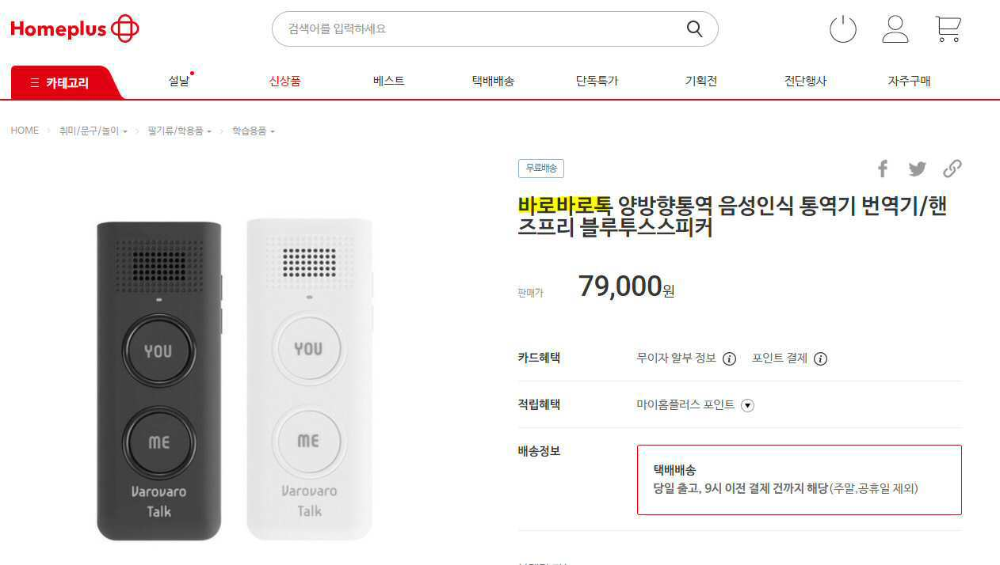 Homeplus
검색어를 입력하세요
카테고리
설날
신상품
베스트
택배배송
단독특가
기획전
전단행사
자주구매
HOME
취미/문구/놀이
필기류/학용품
학습용품
무료배송
바로바로톡 양방향통역 음성인식 통역기 번역기/핸
즈프리 블루투스스피커
판매가 79,000원
카드혜택 무이자 할부 정보 포인트 결제
적립혜택 마이홈플러스 포인트
배송정보
택배배송
당일 출고, 9시 이전 결제 건까지 해당(주말,공휴일 제외)
YOU
ME
Varovaro
Talk
YOU
ME
Varovaro
Talk